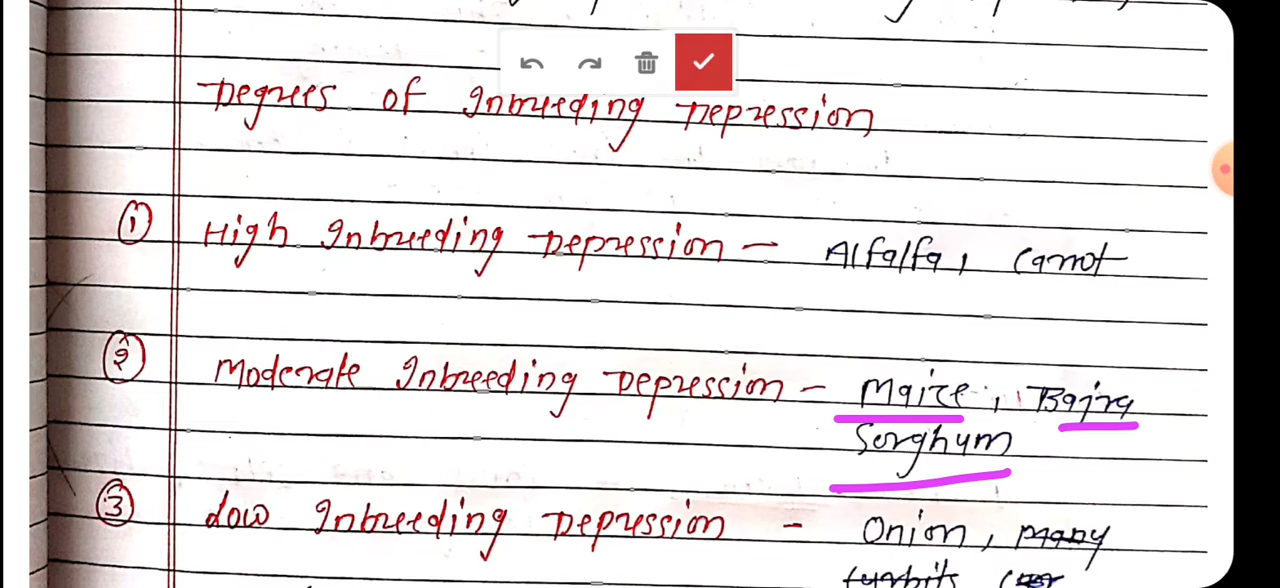 Degrees of Inbreeding Depression
① High Inbreeding Depression – Alfalfa, Carrot
② Moderate Inbreeding Depression – Maize, Bajra
Sorghum
③ Low Inbreeding Depression – Onion, many